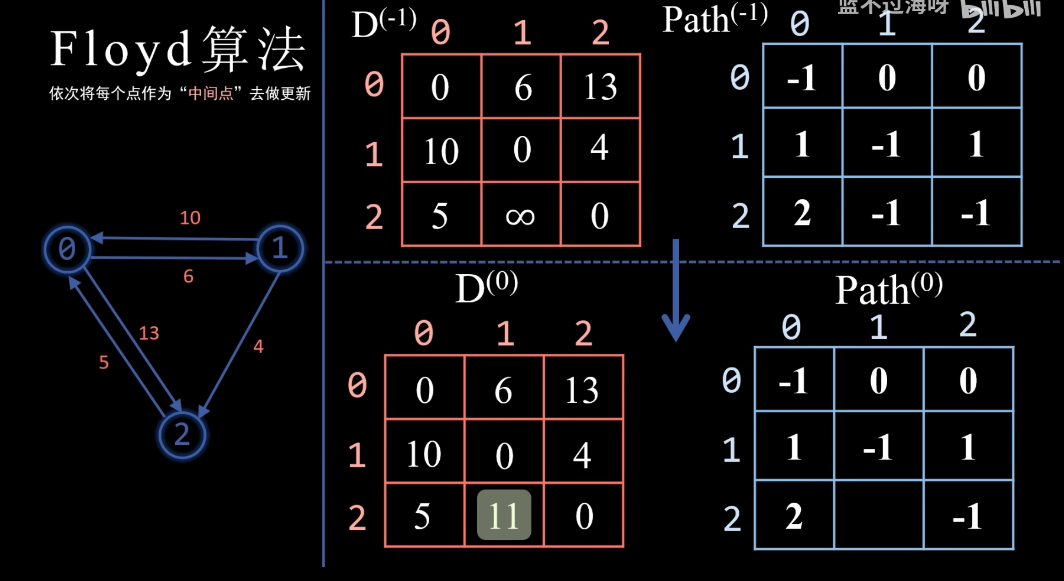 Floyd算法
依次将每个点作为“中间点”去做更新
D(-1)
0 1 2
0 0 6 13
1 10 0 4
2 5 ∞ 0
Path(-1)
蓝不过海呀 bilibili
0 1 2
0 -1 0 0
1 1 -1 1
2 2 -1 -1
10
0 1
6
13
5 4
2
D(0)
0 1 2
0 0 6 13
1 10 0 4
2 5 11 0
Path(0)
0 1 2
0 -1 0 0
1 1 -1 1
2 2 -1